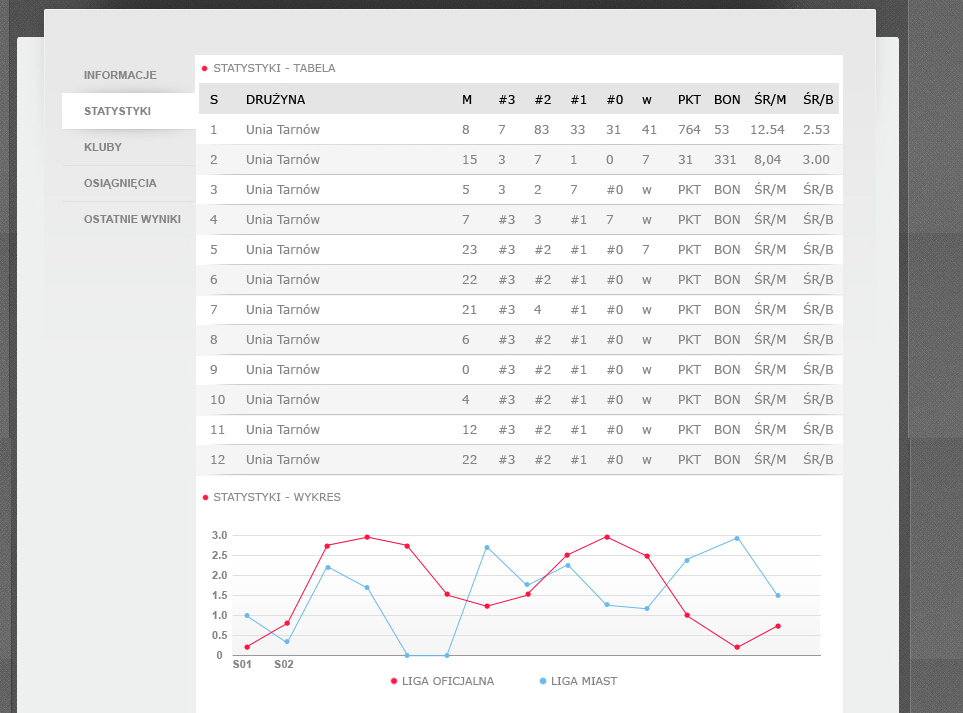 INFORMACJE
STATYSTYKI
KLUBY
OSIĄGNIĘCIA
OSTATNIE WYNIKI
STATYSTYKI - TABELA
S DRUŻYNA M #3 #2 #1 #0 w PKT BON ŚR/M ŚR/B
1 Unia Tarnów 8 7 83 33 31 41 764 53 12.54 2.53
2 Unia Tarnów 15 3 7 1 0 7 31 331 8,04 3.00
3 Unia Tarnów 5 3 2 7 #0 w PKT BON ŚR/M ŚR/B
4 Unia Tarnów 7 #3 3 #1 7 w PKT BON ŚR/M ŚR/B
5 Unia Tarnów 23 #3 #2 #1 #0 7 PKT BON ŚR/M ŚR/B
6 Unia Tarnów 22 #3 #2 #1 #0 w PKT BON ŚR/M ŚR/B
7 Unia Tarnów 21 #3 4 #1 #0 w PKT BON ŚR/M ŚR/B
8 Unia Tarnów 6 #3 #2 #1 #0 w PKT BON ŚR/M ŚR/B
9 Unia Tarnów 0 #3 #2 #1 #0 w PKT BON ŚR/M ŚR/B
10 Unia Tarnów 4 #3 #2 #1 #0 w PKT BON ŚR/M ŚR/B
11 Unia Tarnów 12 #3 #2 #1 #0 w PKT BON ŚR/M ŚR/B
12 Unia Tarnów 22 #3 #2 #1 #0 w PKT BON ŚR/M ŚR/B
STATYSTYKI - WYKRES
3.0
2.5
2.0
1.5
1.0
0.5
0
S01 S02
LIGA OFICJALNA LIGA MIAST